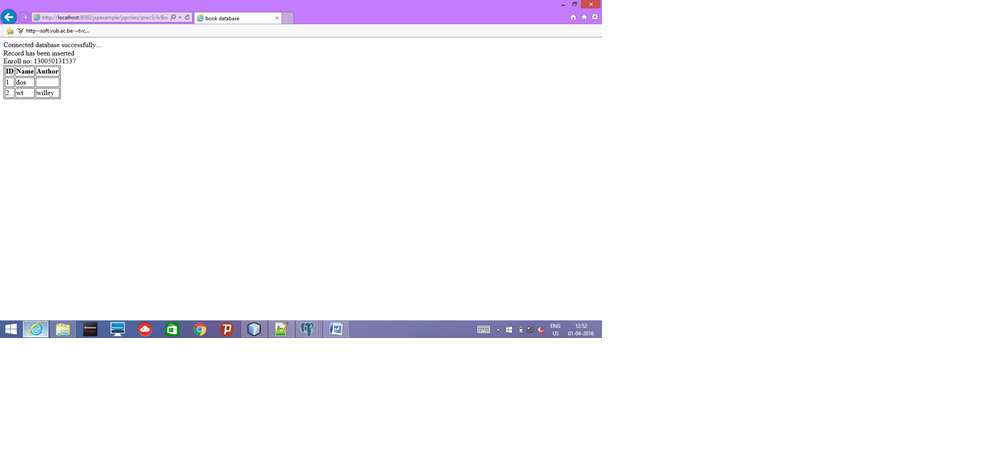 http://localhost:8080/jspexample/jspclass/prac3/4/Bo
book database
http--soft.vub.ac.be-~tvc...
Connected database successfully...
Record has been inserted
Enroll no: 130050131537
ID Name Author
1 dos
2 wt willey
ENG 12:52
US 01-04-2016